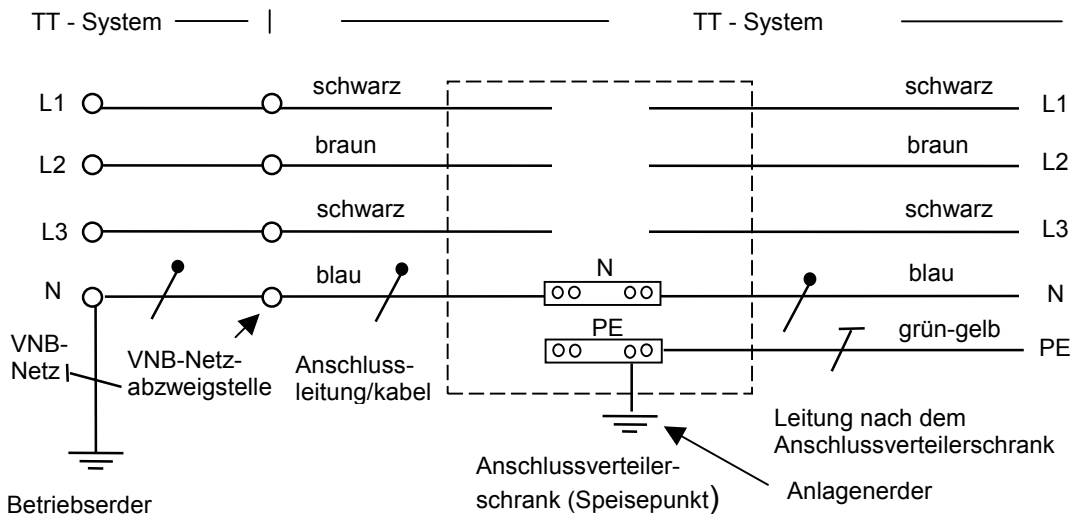 TT - System
TT - System
L1
schwarz
schwarz
L1
L2
braun
braun
L2
L3
schwarz
schwarz
L3
N
blau
N
blau
N
PE
grün-gelb
PE
VNB-
Netz
VNB-Netz-
abzweigstelle
Anschluss-
leitung/kabel
Leitung nach dem
Anschlussverteilerschrank
Betriebserder
Anschlussverteiler-
schrank (Speisepunkt)
Anlagenerder